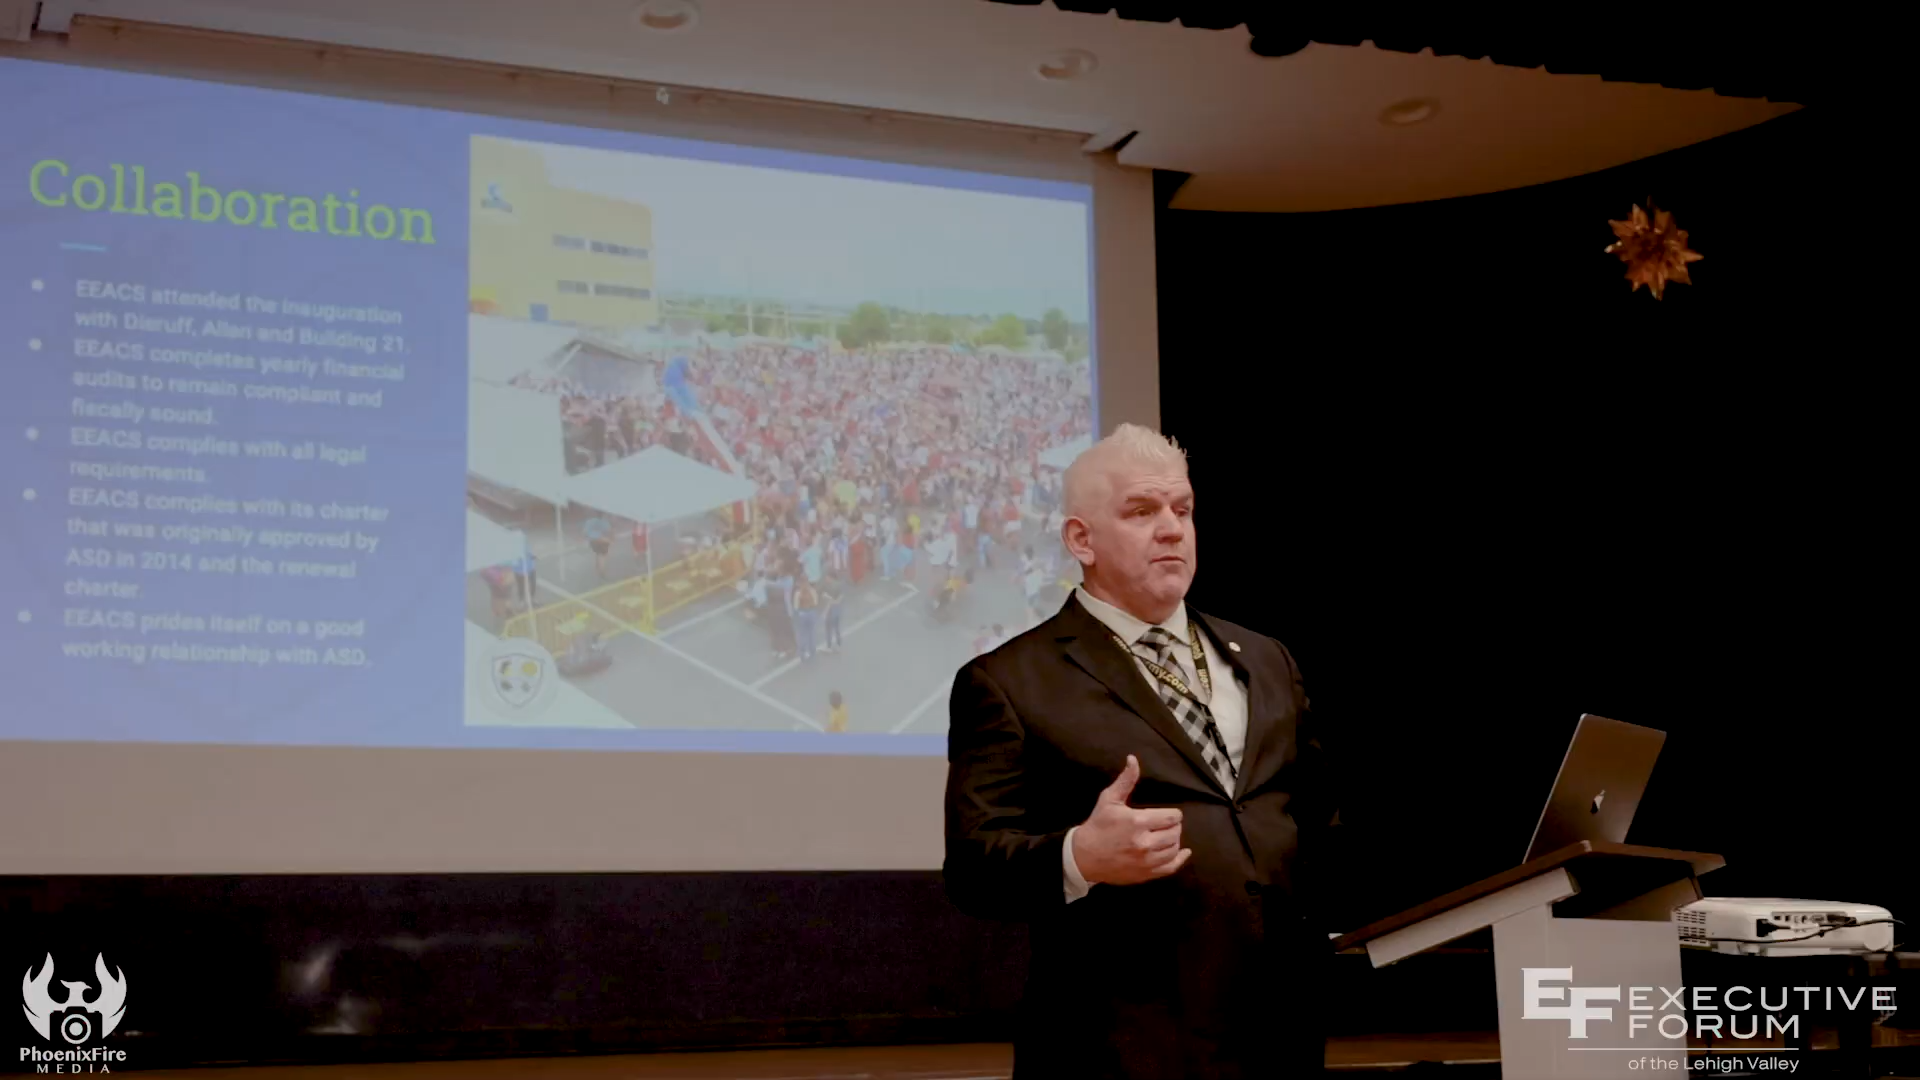 Collaboration
EEACS attended the inauguration
with Dieruff, Allen and Building 21.
EEACS completes yearly financial
audits to remain compliant and
fiscally sound.
EEACS complies with all legal
requirements.
EEACS complies with its charter
that was originally approved by
ASD in 2014 and the renewal
charter.
EEACS prides itself on a good
working relationship with ASD.
my.com
PhoenixFire
MEDIA
EF EXECUTIVE
FORUM
of the Lehigh Valley